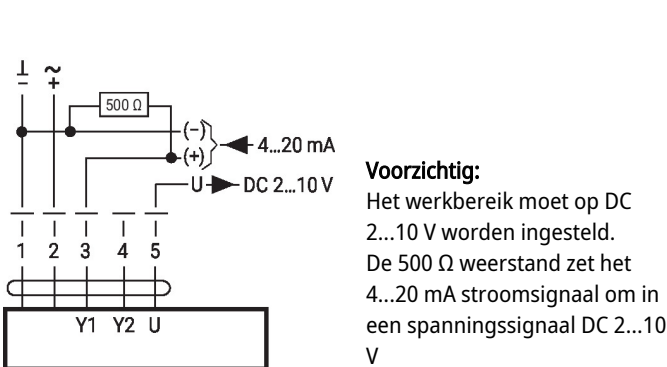 ⊥ ~
− +
500 Ω
(−)
4...20 mA
(+)
U DC 2...10 V
1 2 3 4 5
Y1 Y2 U
Voorzichtig:
Het werkbereik moet op DC
2...10 V worden ingesteld.
De 500 Ω weerstand zet het
4...20 mA stroomsignaal om in
een spanningssignaal DC 2...10
V